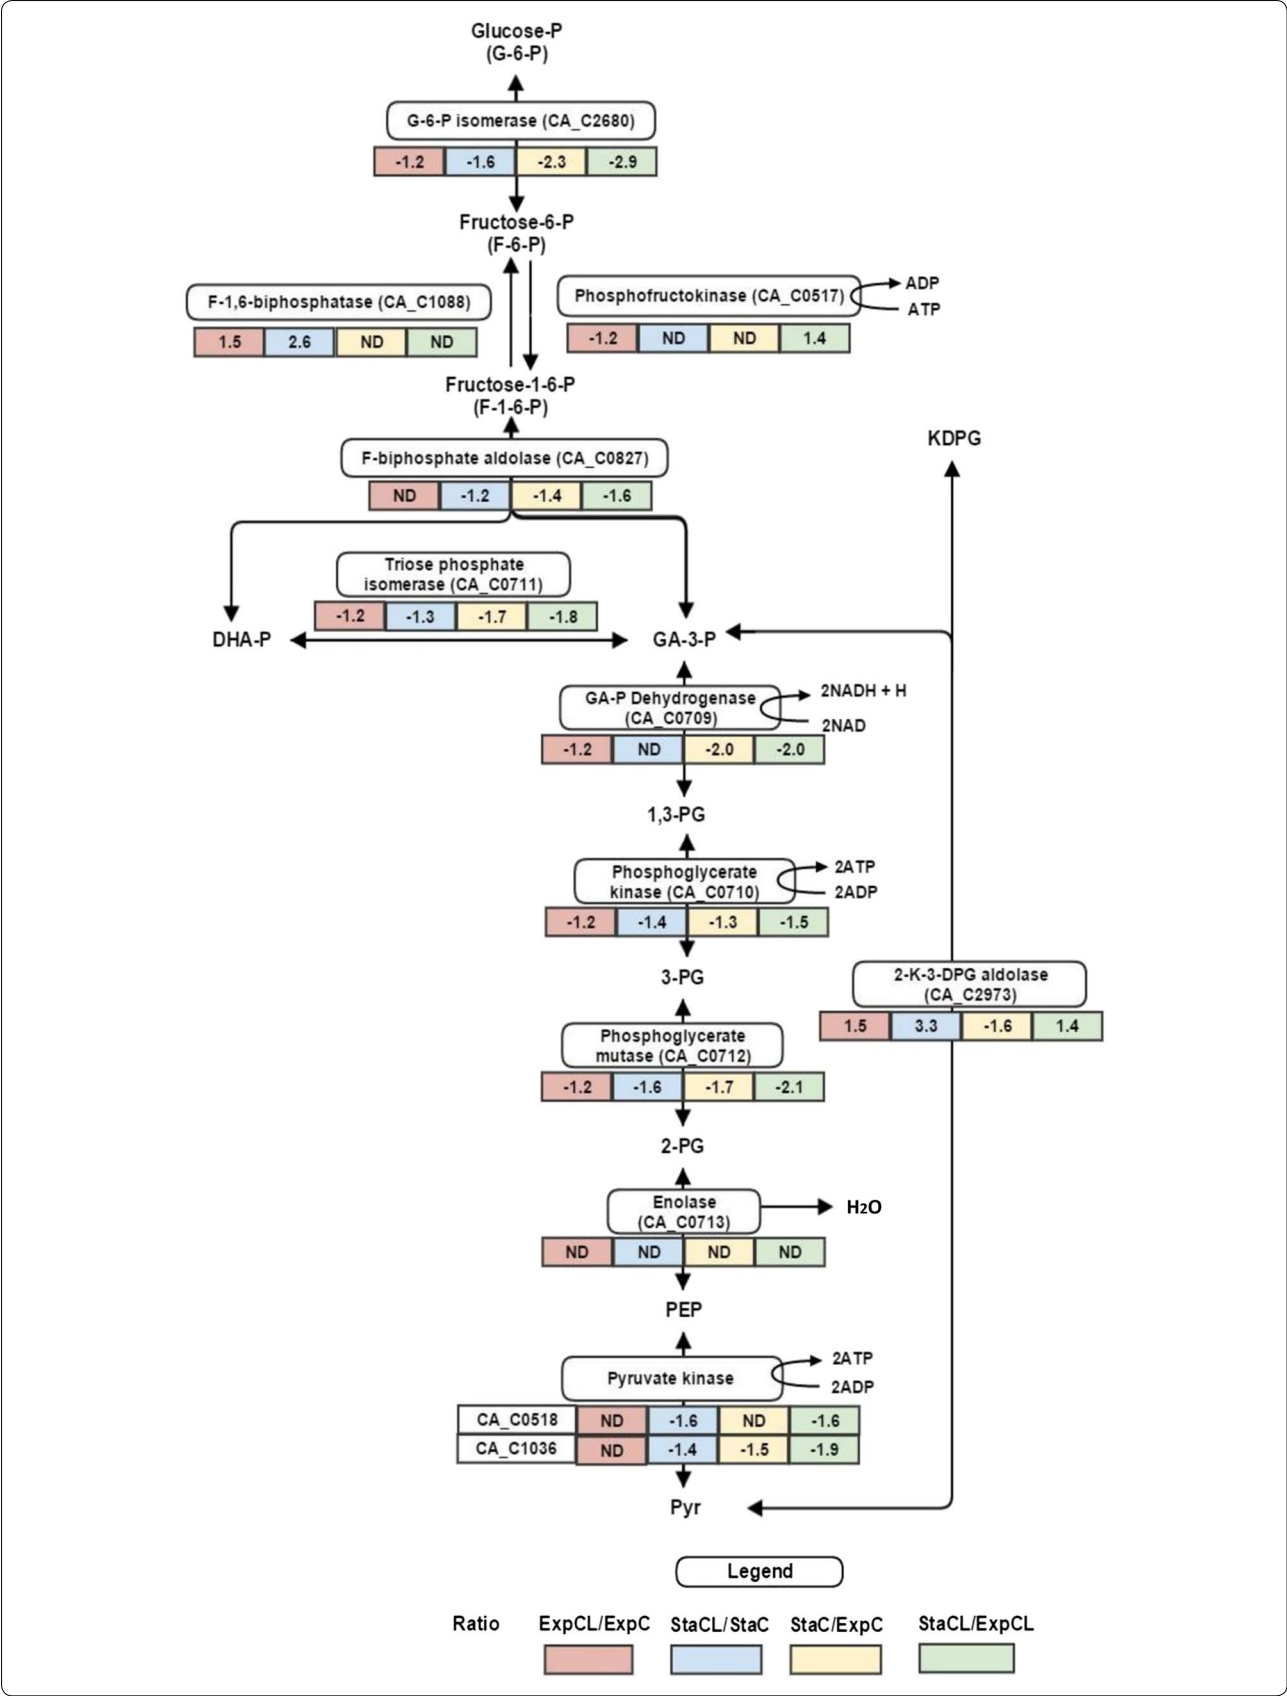 Glucose-P
(G-6-P)
G-6-P isomerase (CA_C2680)
-1.2 -1.6 -2.3 -2.9
Fructose-6-P
(F-6-P)
F-1,6-biphosphatase (CA_C1088)
1.5 2.6 ND ND
Phosphofructokinase (CA_C0517)
ADP
ATP
-1.2 ND ND 1.4
Fructose-1-6-P
(F-1-6-P)
F-biphosphate aldolase (CA_C0827)
ND -1.2 -1.4 -1.6
KDPG
Triose phosphate
isomerase (CA_C0711)
-1.2 -1.3 -1.7 -1.8
DHA-P
GA-3-P
GA-P Dehydrogenase
(CA_C0709)
2NADH + H
2NAD
-1.2 ND -2.0 -2.0
1,3-PG
Phosphoglycerate
kinase (CA_C0710)
2ATP
2ADP
-1.2 -1.4 -1.3 -1.5
3-PG
2-K-3-DPG aldolase
(CA_C2973)
1.5 3.3 -1.6 1.4
Phosphoglycerate
mutase (CA_C0712)
-1.2 -1.6 -1.7 -2.1
2-PG
Enolase
(CA_C0713)
H2O
ND ND ND ND
PEP
Pyruvate kinase
2ATP
2ADP
CA_C0518 ND -1.6 ND -1.6
CA_C1036 ND -1.4 -1.5 -1.9
Pyr
Legend
Ratio ExpCL/ExpC StaCL/StaC StaC/ExpC StaCL/ExpCL